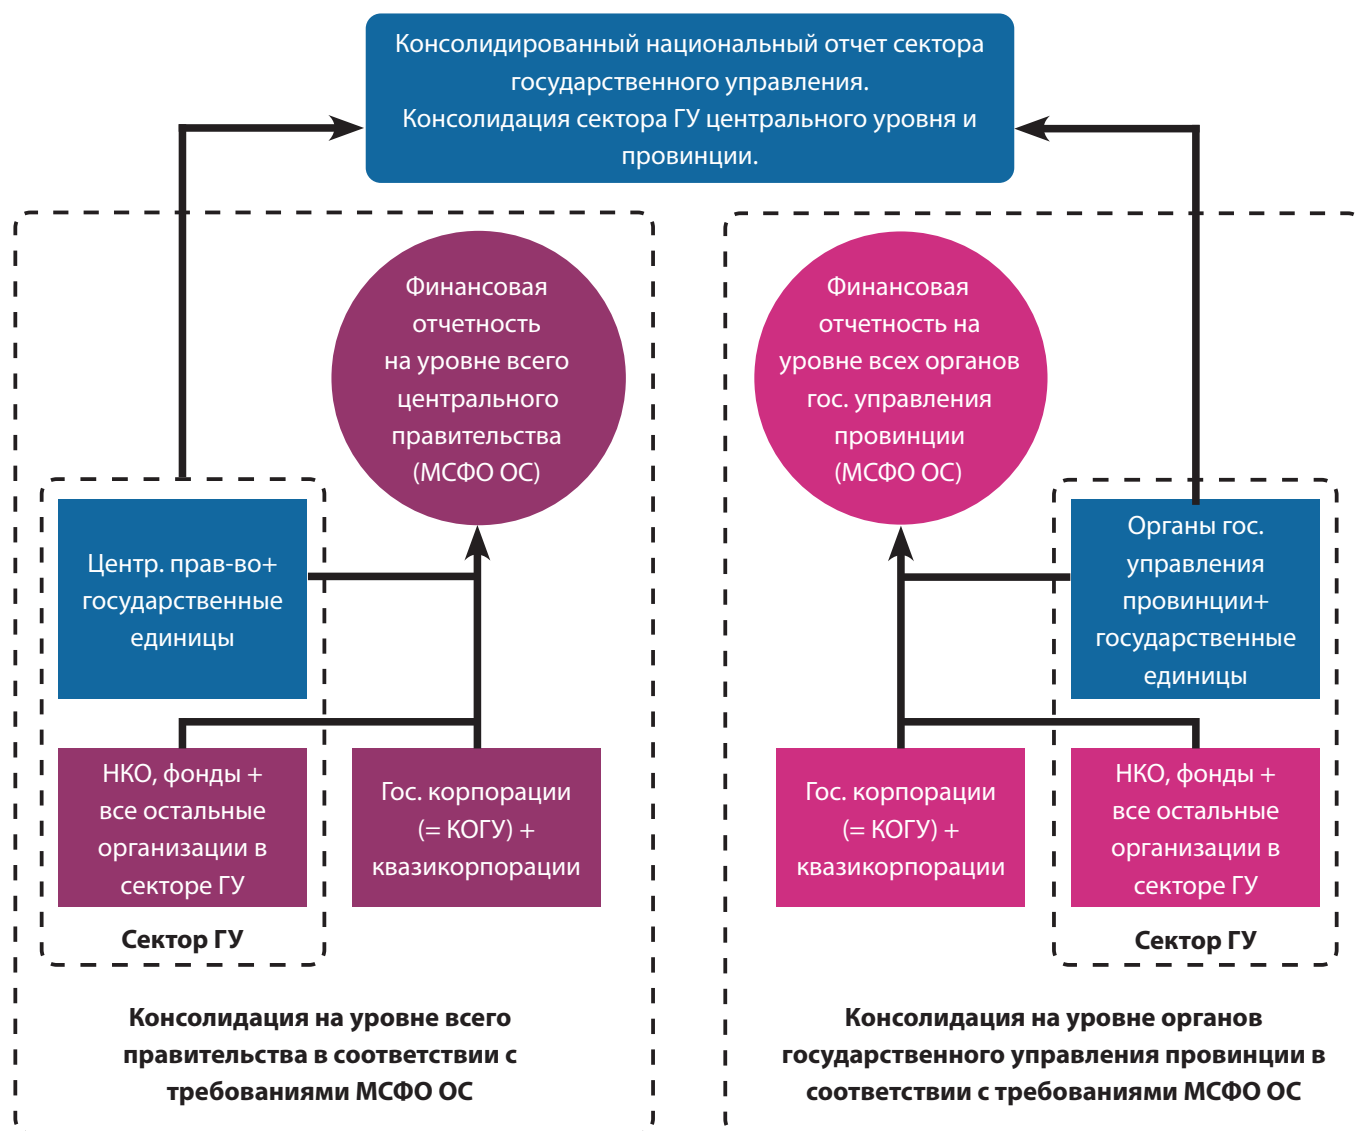 Консолидированный национальный отчет сектора
государственного управления.
Консолидация сектора ГУ центрального уровня и
провинции.
Финансовая
отчетность
на уровне всего
центрального
правительства
(МСФО ОС)
Финансовая
отчетность на
уровне всех органов
гос. управления
провинции
(МСФО ОС)
Центр. прав-во+
государственные
единицы
Органы гос.
управления
провинции+
государственные
единицы
НКО, фонды +
все остальные
организации в
секторе ГУ
Гос. корпорации
(= КОГУ) +
квазикорпорации
Гос. корпорации
(= КОГУ) +
квазикорпорации
НКО, фонды +
все остальные
организации в
секторе ГУ
Сектор ГУ
Сектор ГУ
Консолидация на уровне всего
правительства в соответствии с
требованиями МСФО ОС
Консолидация на уровне органов
государственного управления провинции в
соответствии с требованиями МСФО ОС